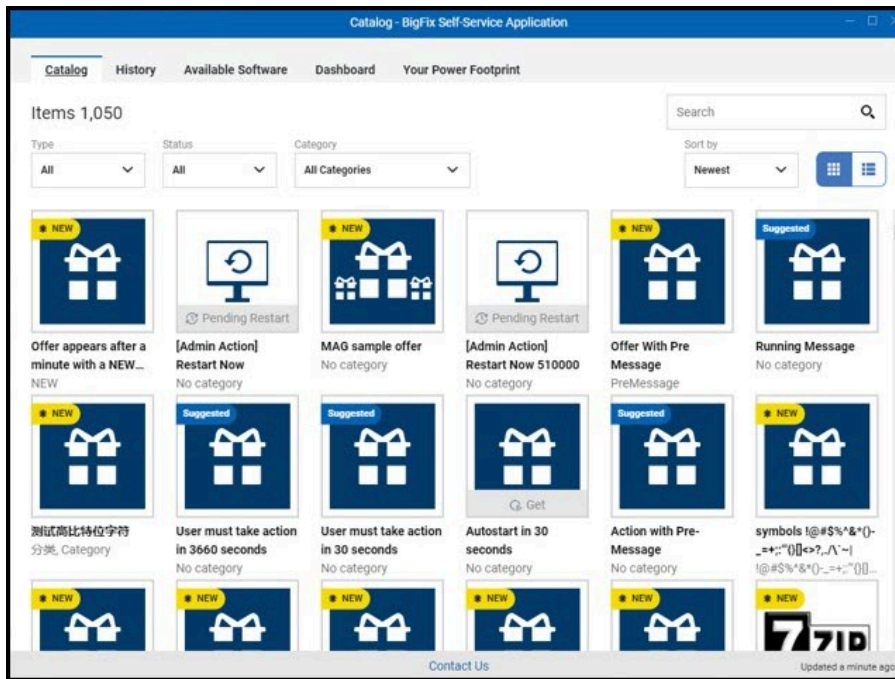 Catalog - BigFix Self-Service Application
Catalog
History
Available Software
Dashboard
Your Power Footprint
Items 1,050
Search
Type
Status
Category
Sort by
All
All
All Categories
Newest
NEW
NEW
NEW
Suggested
Pending Restart
Pending Restart
Offer appears after a
minute with a NEW...
NEW
[Admin Action]
Restart Now
No category
MAG sample offer
No category
[Admin Action]
Restart Now 510000
No category
Offer With Pre
Message
PreMessage
Running Message
No category
NEW
Suggested
Suggested
NEW
NEW
Get
测试高比特位字符
分类, Category
User must take action
in 3660 seconds
No category
User must take action
in 30 seconds
No category
Autostart in 30
seconds
No category
Action with Pre-
Message
No category
symbols !@#$%^&*()-
_=+;:'"{}[]<>?,./\`~|
!@#$%^&*()-_=+;:'"{}[]...
NEW
NEW
NEW
NEW
NEW
NEW
7ZIP
Contact Us
Updated a minute ago